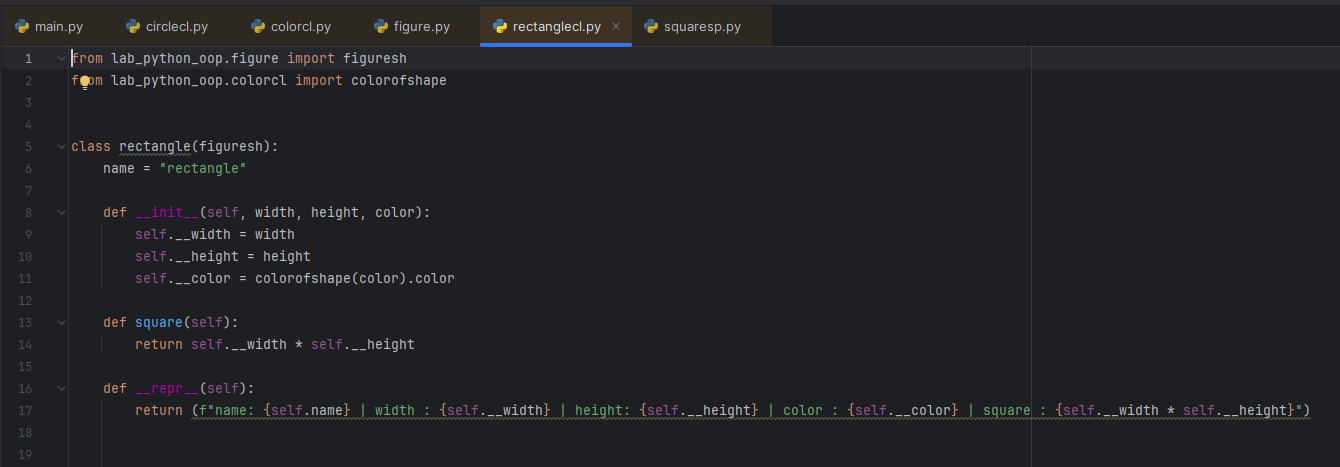 main.py circlecl.py colorcl.py figure.py rectanglecl.py × squaresp.py
1 from lab_python_oop.figure import figuresh
2 from lab_python_oop.colorcl import colorofshape
3
4
5 class rectangle(figuresh):
6     name = "rectangle"
7
8     def __init__(self, width, height, color):
9         self.__width = width
10         self.__height = height
11         self.__color = colorofshape(color).color
12
13     def square(self):
14         return self.__width * self.__height
15
16     def __repr__(self):
17         return (f"name: {self.name} | width : {self.__width} | height: {self.__height} | color : {self.__color} | square : {self.__width * self.__height}")
18
19